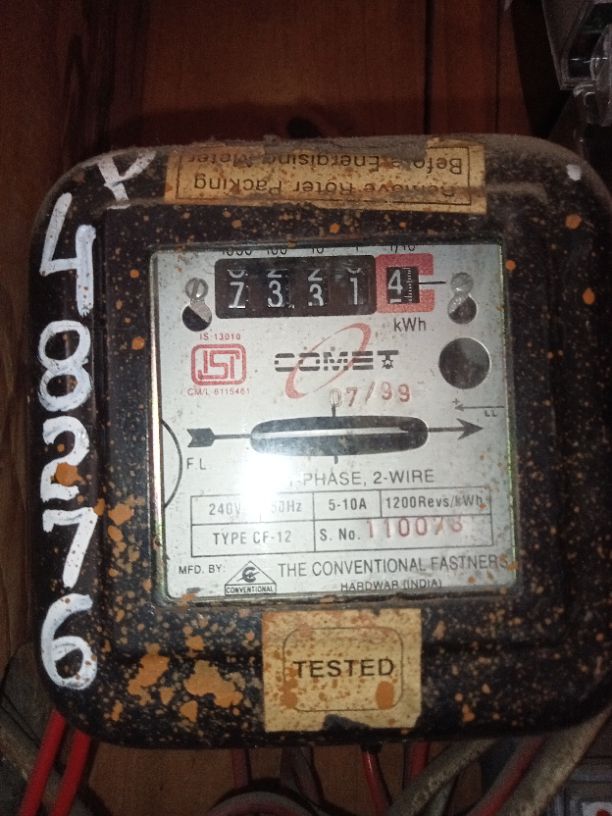 Before Energising Meter
Remove Roter Packing
48276
1000 100 10 1 1/10
7 3 3 1 4
kWh
IS 13010
ISI
CM/L 6115461
COMET
07/99
F.L
LL
-PHASE, 2-WIRE
240V 50Hz 5-10A 1200Revs/kWh
TYPE CF-12 S. No.
MFD. BY: THE CONVENTIONAL FASTNERS
CONVENTIONAL HARDWAR (INDIA)
TESTED